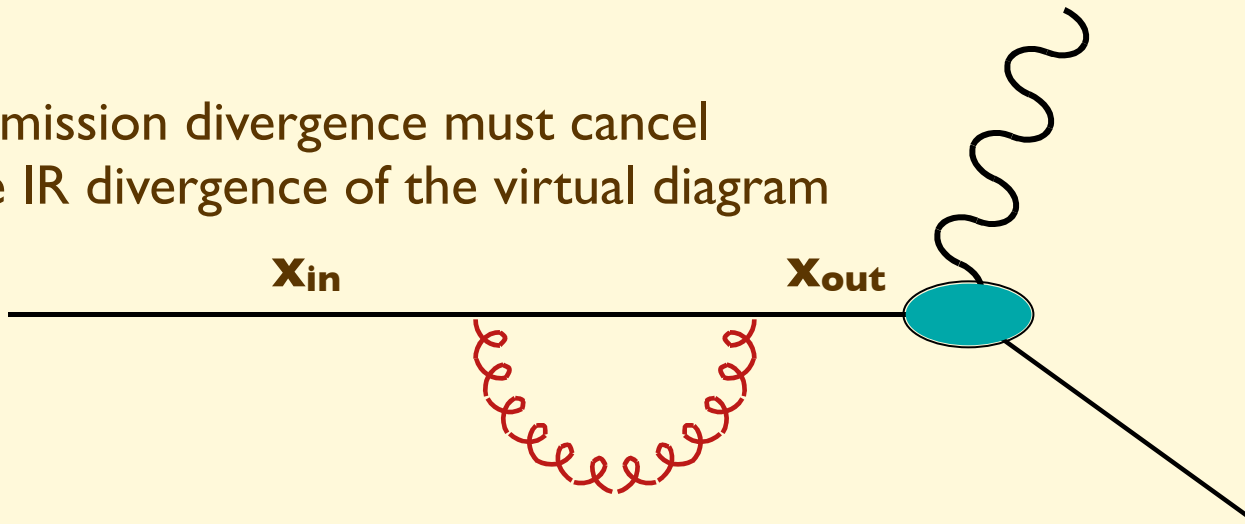 mission divergence must cancel
e IR divergence of the virtual diagram
xin xout